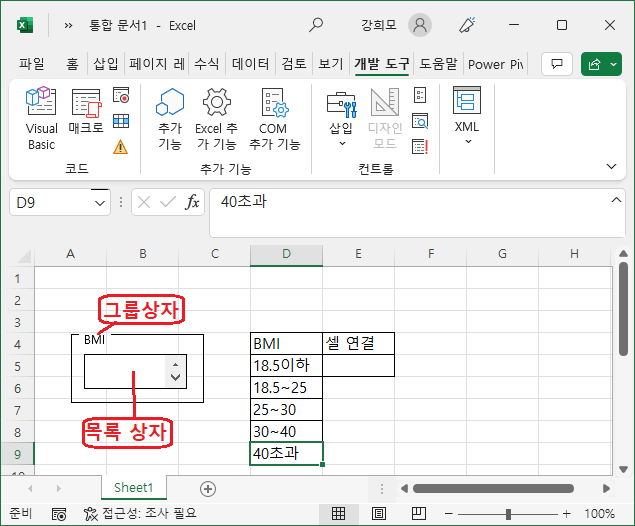 통합 문서1 - Excel
강희모
파일 홈 삽입 페이지 레 수식 데이터 검토 보기 개발 도구 도움말 Power Piv
Visual Basic
매크로
추가 기능
Excel 추가 기능
COM 추가 기능
삽입
디자인 모드
XML
코드 추가 기능 컨트롤
D9 fx 40초과
A B C D E F G H
1
2
그룹상자
3
4 BMI BMI 셀 연결
5 18.5이하
6 18.5~25
7 25~30
목록 상자
8 30~40
9 40초과
Sheet1
준비 접근성: 조사 필요 100%